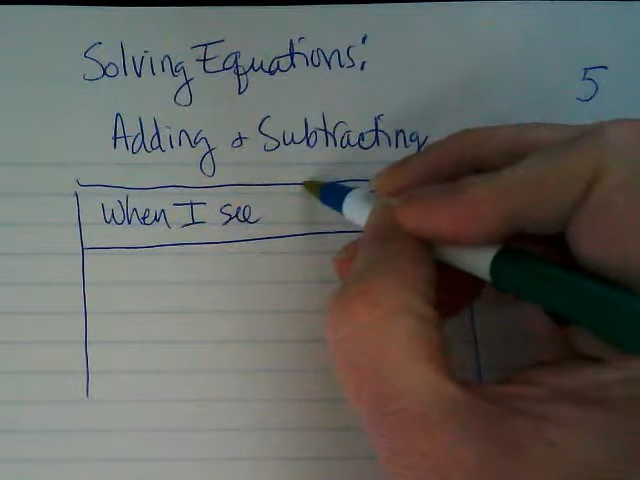 Solving Equations:
5
Adding + Subtracting
When I see